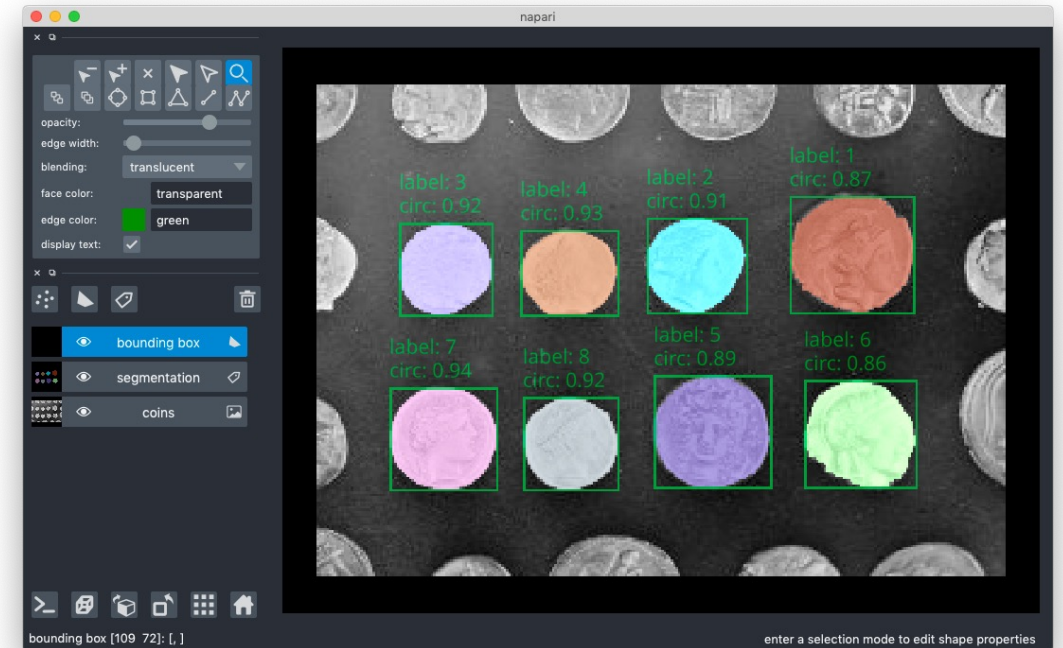 napari
opacity:
edge width:
blending: translucent
face color: transparent
edge color: green
display text:
bounding box
segmentation
coins
label: 1
circ: 0.87
label: 3
circ: 0.92
label: 4
circ: 0.93
label: 2
circ: 0.91
label: 7
circ: 0.94
label: 8
circ: 0.92
label: 5
circ: 0.89
label: 6
circ: 0.86
bounding box [109 72]: [, ]
enter a selection mode to edit shape properties